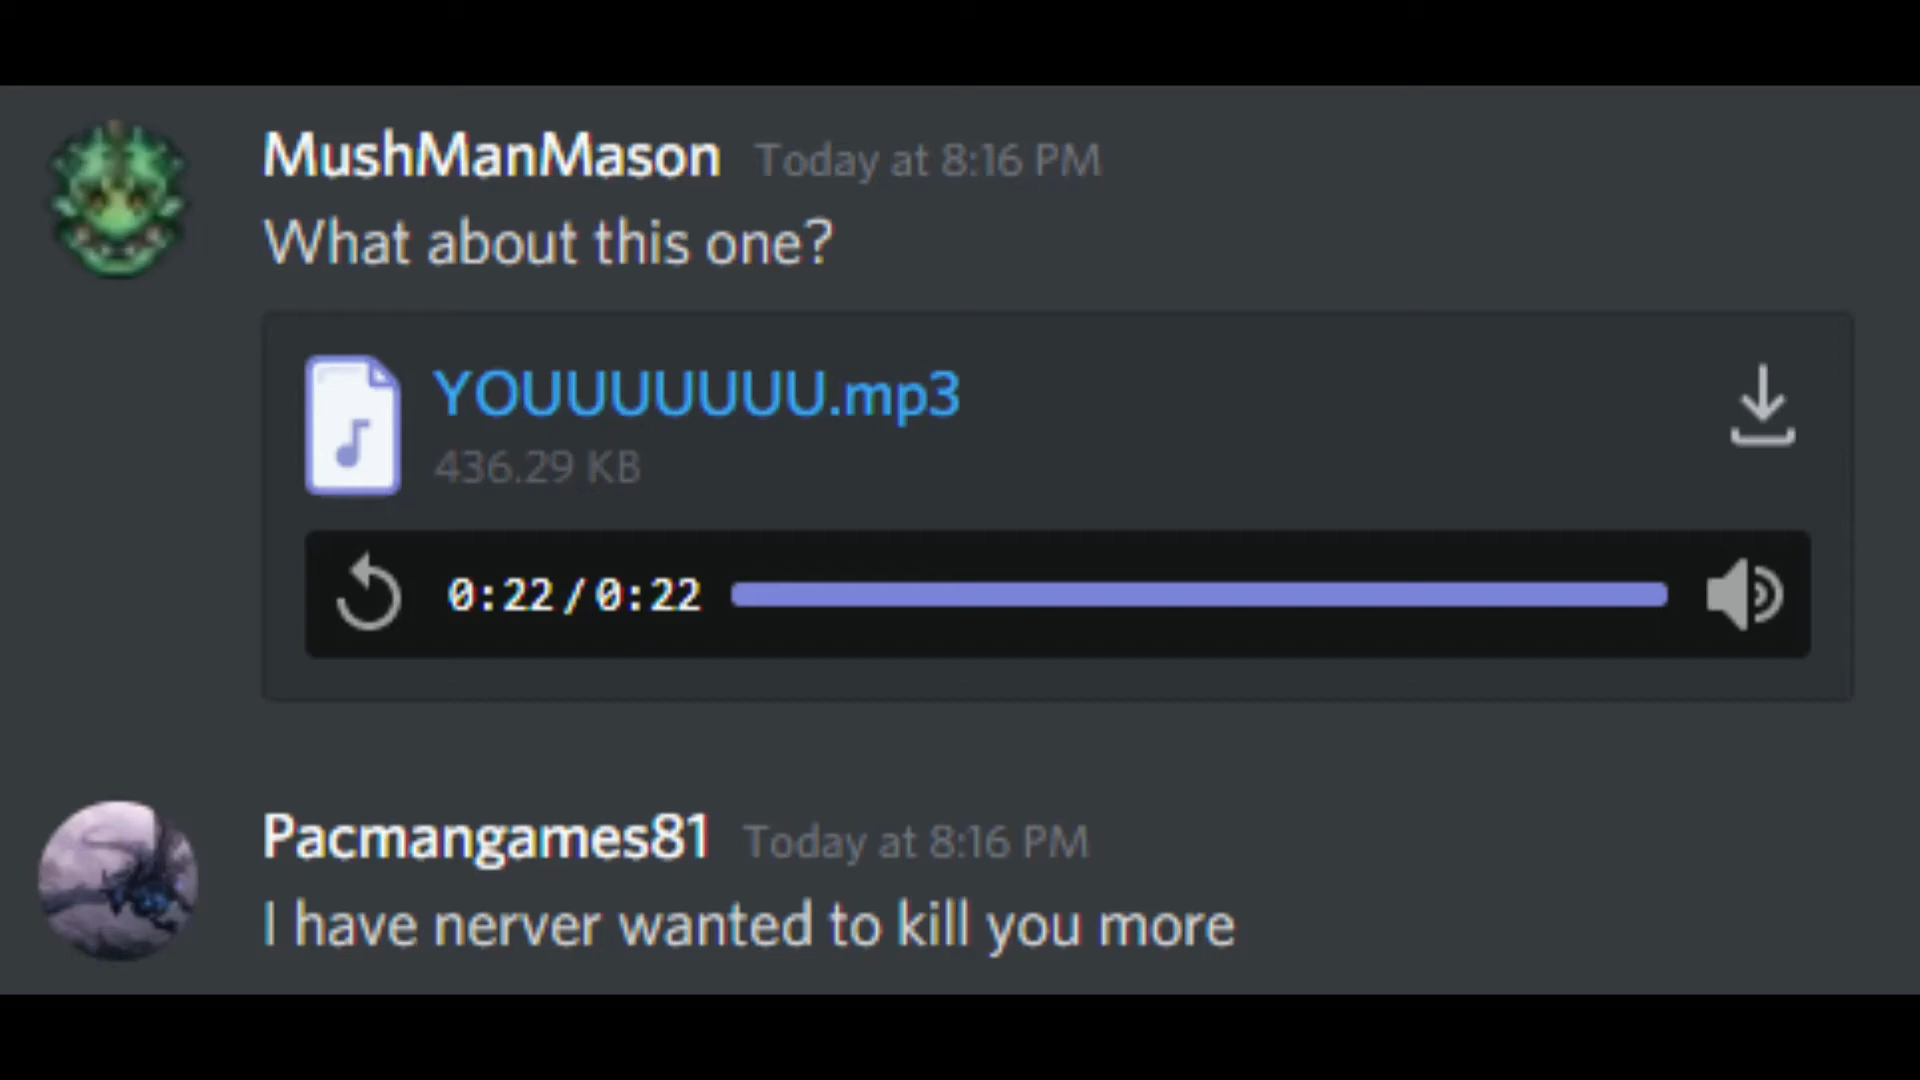 MushManMason Today at 8:16 PM
What about this one?
YOUUUUUUU.mp3
436.29 KB
0:22/0:22
Pacmangames81 Today at 8:16 PM
I have nerver wanted to kill you more